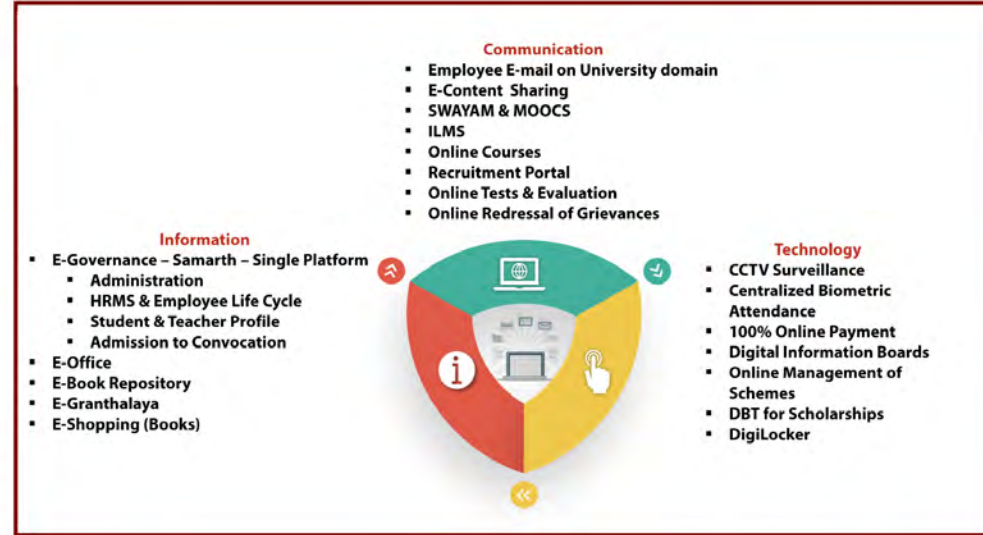 Communication
▪ Employee E-mail on University domain
▪ E-Content Sharing
▪ SWAYAM & MOOCS
▪ ILMS
▪ Online Courses
▪ Recruitment Portal
▪ Online Tests & Evaluation
▪ Online Redressal of Grievances
Information
▪ E-Governance – Samarth – Single Platform
▪ Administration
▪ HRMS & Employee Life Cycle
▪ Student & Teacher Profile
▪ Admission to Convocation
▪ E-Office
▪ E-Book Repository
▪ E-Granthalaya
▪ E-Shopping (Books)
Technology
▪ CCTV Surveillance
▪ Centralized Biometric
Attendance
▪ 100% Online Payment
▪ Digital Information Boards
▪ Online Management of
Schemes
▪ DBT for Scholarships
▪ DigiLocker